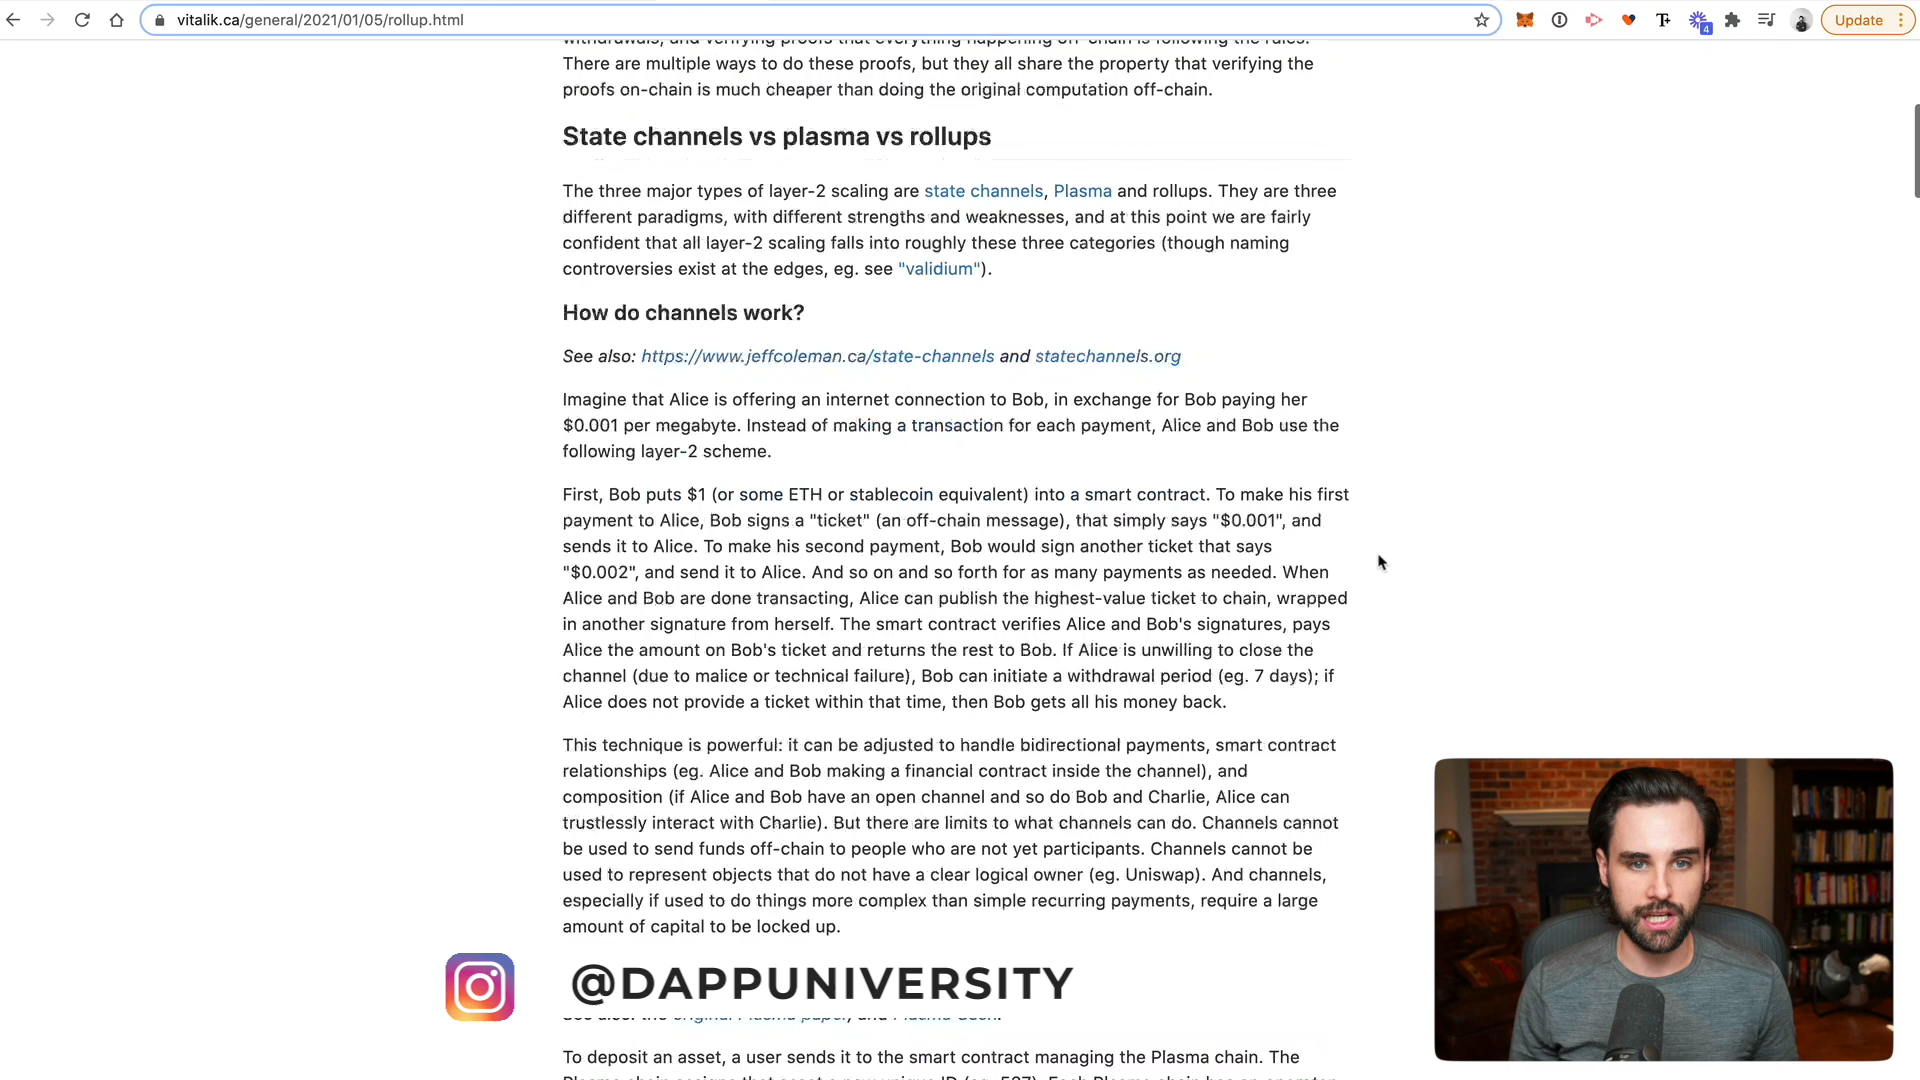 vitalik.ca/general/2021/01/05/rollup.html
4
Update
withdrawals, and verifying proofs that everything happening off-chain is following the rules.
There are multiple ways to do these proofs, but they all share the property that verifying the
proofs on-chain is much cheaper than doing the original computation off-chain.
State channels vs plasma vs rollups
The three major types of layer-2 scaling are state channels, Plasma and rollups. They are three
different paradigms, with different strengths and weaknesses, and at this point we are fairly
confident that all layer-2 scaling falls into roughly these three categories (though naming
controversies exist at the edges, eg. see "validium").
How do channels work?
See also: https://www.jeffcoleman.ca/state-channels and statechannels.org
Imagine that Alice is offering an internet connection to Bob, in exchange for Bob paying her
$0.001 per megabyte. Instead of making a transaction for each payment, Alice and Bob use the
following layer-2 scheme.
First, Bob puts $1 (or some ETH or stablecoin equivalent) into a smart contract. To make his first
payment to Alice, Bob signs a "ticket" (an off-chain message), that simply says "$0.001", and
sends it to Alice. To make his second payment, Bob would sign another ticket that says
"$0.002", and send it to Alice. And so on and so forth for as many payments as needed. When
Alice and Bob are done transacting, Alice can publish the highest-value ticket to chain, wrapped
in another signature from herself. The smart contract verifies Alice and Bob's signatures, pays
Alice the amount on Bob's ticket and returns the rest to Bob. If Alice is unwilling to close the
channel (due to malice or technical failure), Bob can initiate a withdrawal period (eg. 7 days); if
Alice does not provide a ticket within that time, then Bob gets all his money back.
This technique is powerful: it can be adjusted to handle bidirectional payments, smart contract
relationships (eg. Alice and Bob making a financial contract inside the channel), and
composition (if Alice and Bob have an open channel and so do Bob and Charlie, Alice can
trustlessly interact with Charlie). But there are limits to what channels can do. Channels cannot
be used to send funds off-chain to people who are not yet participants. Channels cannot be
used to represent objects that do not have a clear logical owner (eg. Uniswap). And channels,
especially if used to do things more complex than simple recurring payments, require a large
amount of capital to be locked up.
@DAPPUNIVERSITY
See also: the original Plasma paper, and Plasma Cash.
To deposit an asset, a user sends it to the smart contract managing the Plasma chain. The